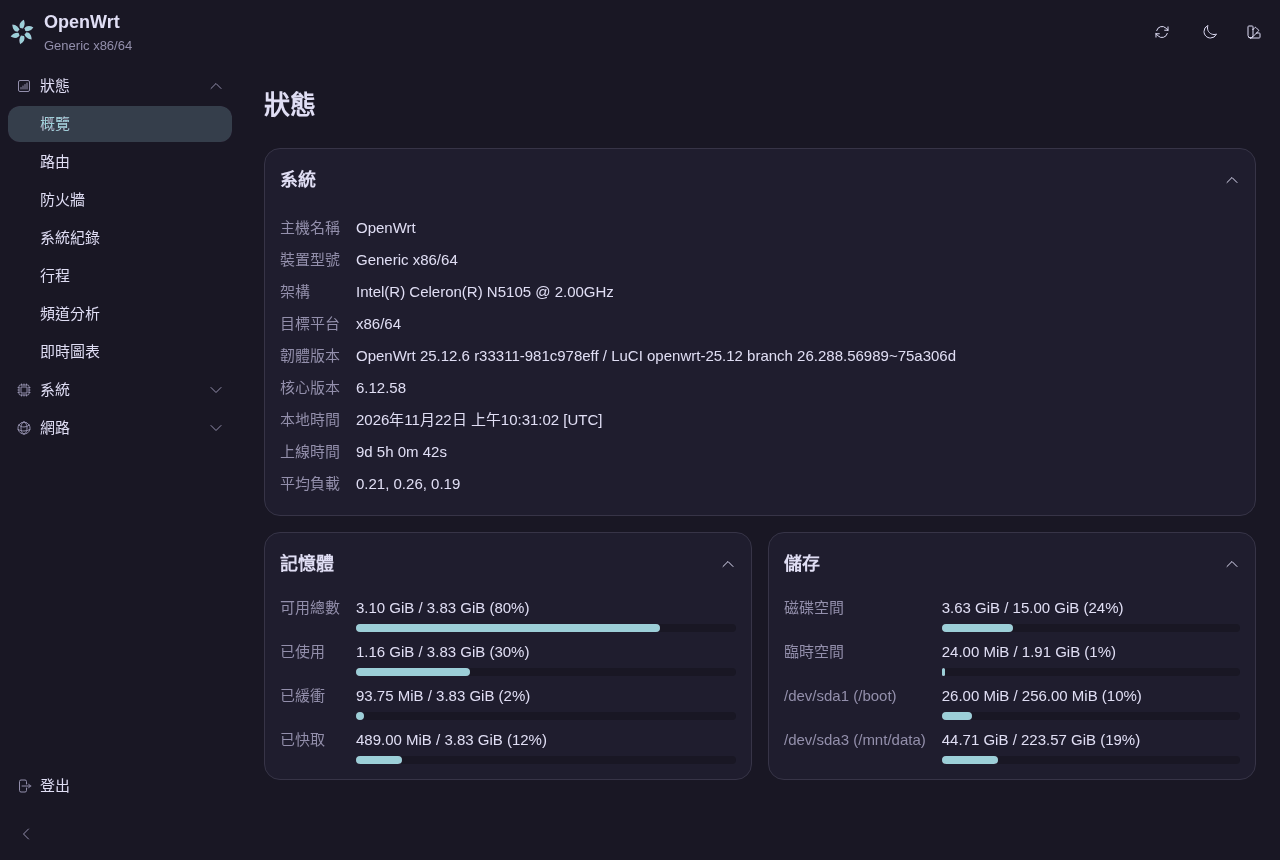 OpenWrt
Generic x86/64
狀態
概覽
路由
防火牆
系統紀錄
行程
頻道分析
即時圖表
系統
網路
登出
狀態
系統
主機名稱 OpenWrt
裝置型號 Generic x86/64
架構 Intel(R) Celeron(R) N5105 @ 2.00GHz
目標平台 x86/64
韌體版本 OpenWrt 25.12.6 r33311-981c978eff / LuCI openwrt-25.12 branch 26.288.56989~75a306d
核心版本 6.12.58
本地時間 2026年11月22日 上午10:31:02 [UTC]
上線時間 9d 5h 0m 42s
平均負載 0.21, 0.26, 0.19
記憶體
可用總數 3.10 GiB / 3.83 GiB (80%)
已使用 1.16 GiB / 3.83 GiB (30%)
已緩衝 93.75 MiB / 3.83 GiB (2%)
已快取 489.00 MiB / 3.83 GiB (12%)
儲存
磁碟空間 3.63 GiB / 15.00 GiB (24%)
臨時空間 24.00 MiB / 1.91 GiB (1%)
/dev/sda1 (/boot) 26.00 MiB / 256.00 MiB (10%)
/dev/sda3 (/mnt/data) 44.71 GiB / 223.57 GiB (19%)